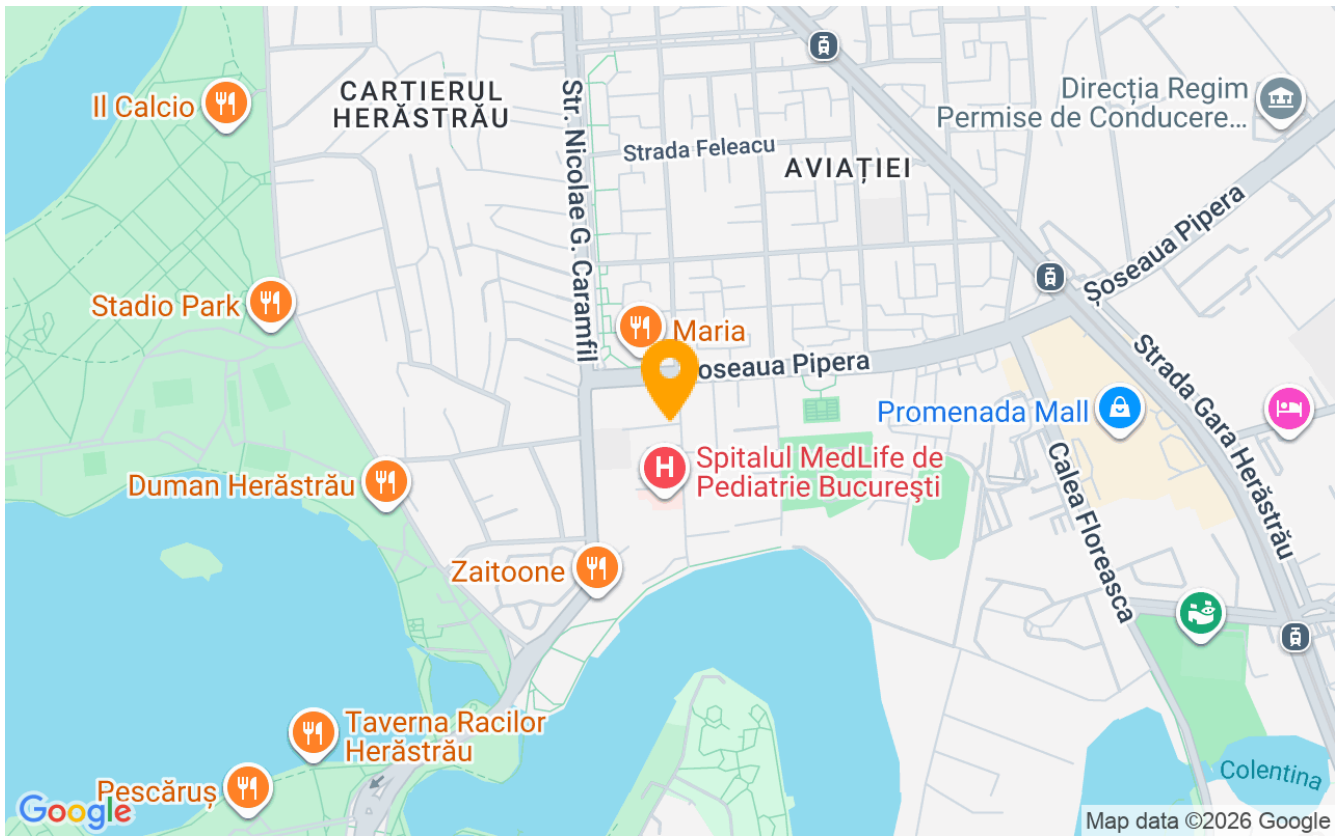 Il Calcio
CARTIERUL
HERĂSTRĂU
Str. Nicolae G. Caramfil
Strada Feleacu
AVIAȚIEI
Direcția Regim
Permise de Conducere...
Șoseaua Pipera
Stadio Park
Maria
oseaua Pipera
Strada Gara Herăstrău
Promenada Mall
Calea Floreasca
H
Spitalul MedLife de
Pediatrie Bucureşti
Duman Herăstrău
Zaitoone
Taverna Racilor
Herăstrău
Pescăruș
Colentina
Google
Map data ©2026 Google